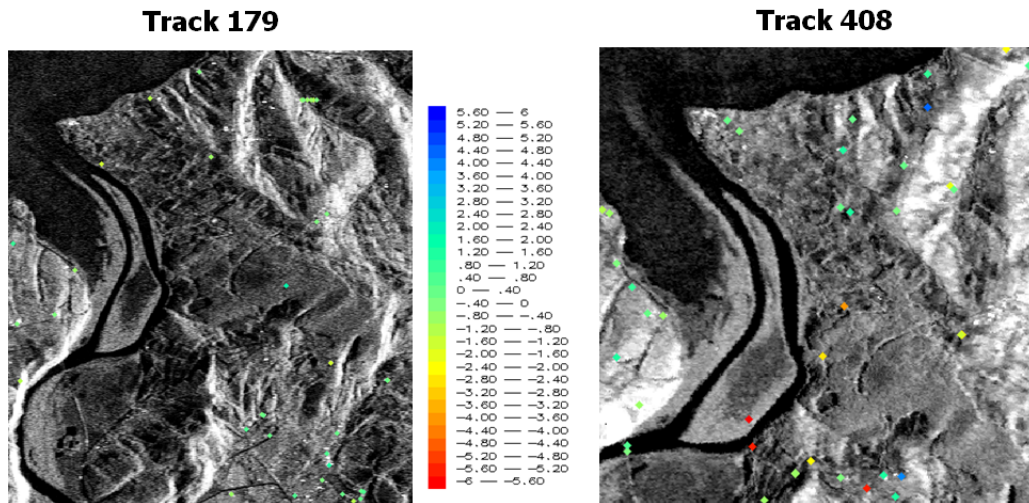 Track 179
Track 408
5.60 — 6
5.20 — 5.60
4.80 — 5.20
4.40 — 4.80
4.00 — 4.40
3.60 — 4.00
3.20 — 3.60
2.80 — 3.20
2.40 — 2.80
2.00 — 2.40
1.60 — 2.00
1.20 — 1.60
.80 — 1.20
.40 — .80
0 — .40
-.40 — 0
-.80 — -.40
-1.20 — -.80
-1.60 — -1.20
-2.00 — -1.60
-2.40 — -2.00
-2.80 — -2.40
-3.20 — -2.80
-3.60 — -3.20
-4.00 — -3.60
-4.40 — -4.00
-4.80 — -4.40
-5.20 — -4.80
-5.60 — -5.20
-6 — -5.60